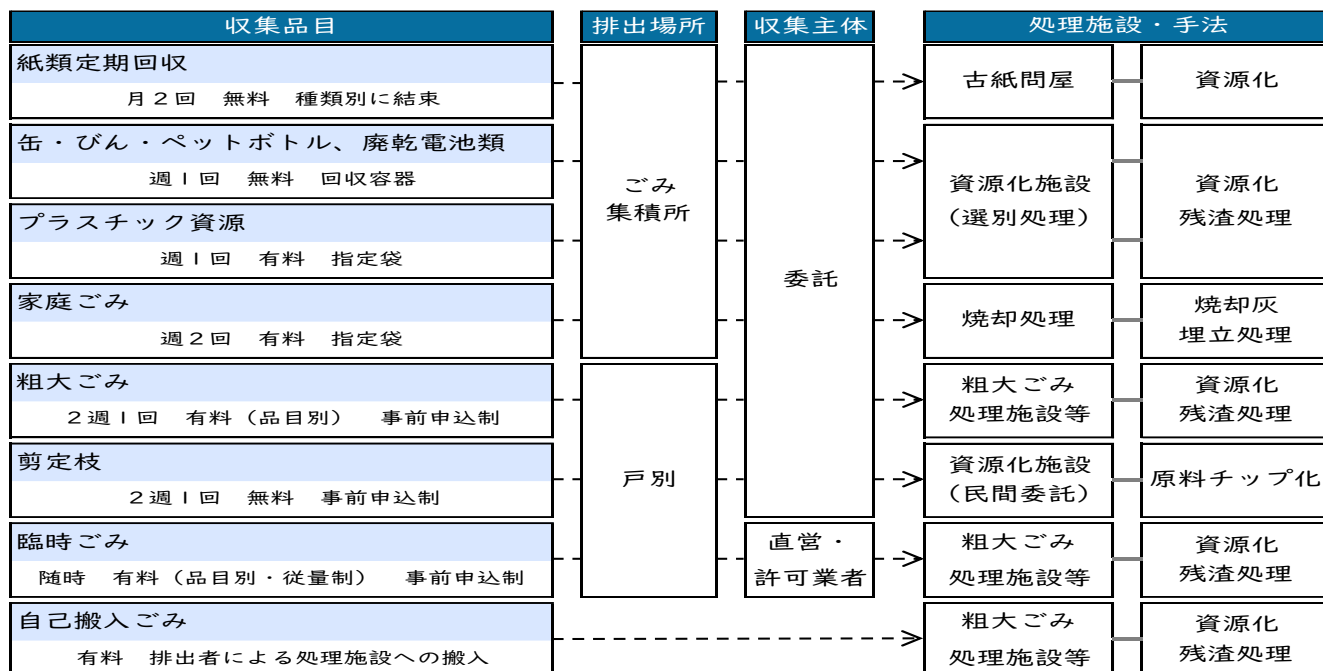 収集品目 排出場所 収集主体 処理施設・手法
紙類定期回収
月2回 無料 種類別に結束
古紙問屋 資源化
缶・びん・ペットボトル、廃乾電池類
週1回 無料 回収容器
プラスチック資源
週1回 有料 指定袋
ごみ
集積所
資源化施設
(選別処理)
資源化
残渣処理
委託
家庭ごみ
週2回 有料 指定袋
焼却処理
焼却灰
埋立処理
粗大ごみ
2週1回 有料(品目別) 事前申込制
粗大ごみ
処理施設等
資源化
残渣処理
剪定枝
2週1回 無料 事前申込制
戸別
資源化施設
(民間委託)
原料チップ化
臨時ごみ
随時 有料(品目別・従量制) 事前申込制
直営・
許可業者
粗大ごみ
処理施設等
資源化
残渣処理
自己搬入ごみ
有料 排出者による処理施設への搬入
粗大ごみ
処理施設等
資源化
残渣処理